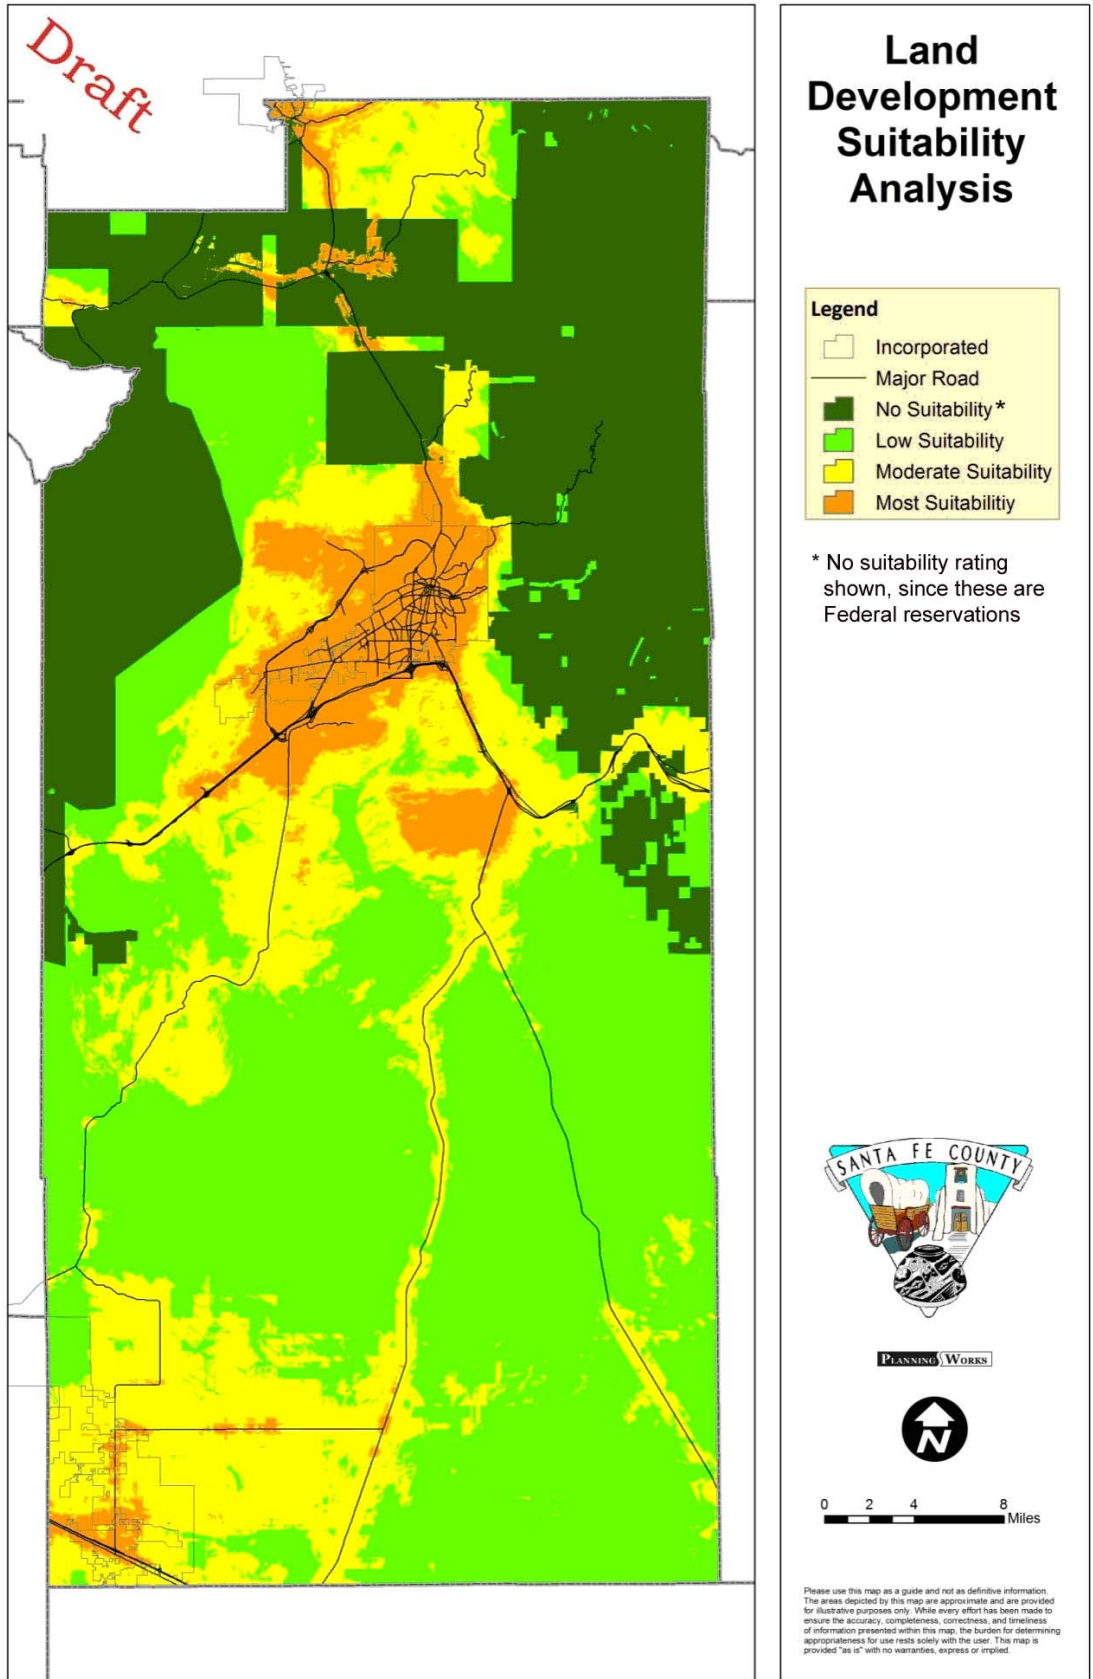 Draft
Land
Development
Suitability
Analysis
Legend
Incorporated
Major Road
No Suitability*
Low Suitability
Moderate Suitability
Most Suitabilitiy
* No suitability rating
shown, since these are
Federal reservations
SANTA FE COUNTY
PLANNING WORKS
N
0 2 4 8
Miles
Please use this map as a guide and not as definitive information.
The areas depicted by this map are approximate and are provided
for illustrative purposes only. While every effort has been made to
ensure the accuracy, completeness, correctness, and timeliness
of information presented within this map, the burden for determining
appropriateness for use rests solely with the user. This map is
provided "as is" with no warranties, express or implied.